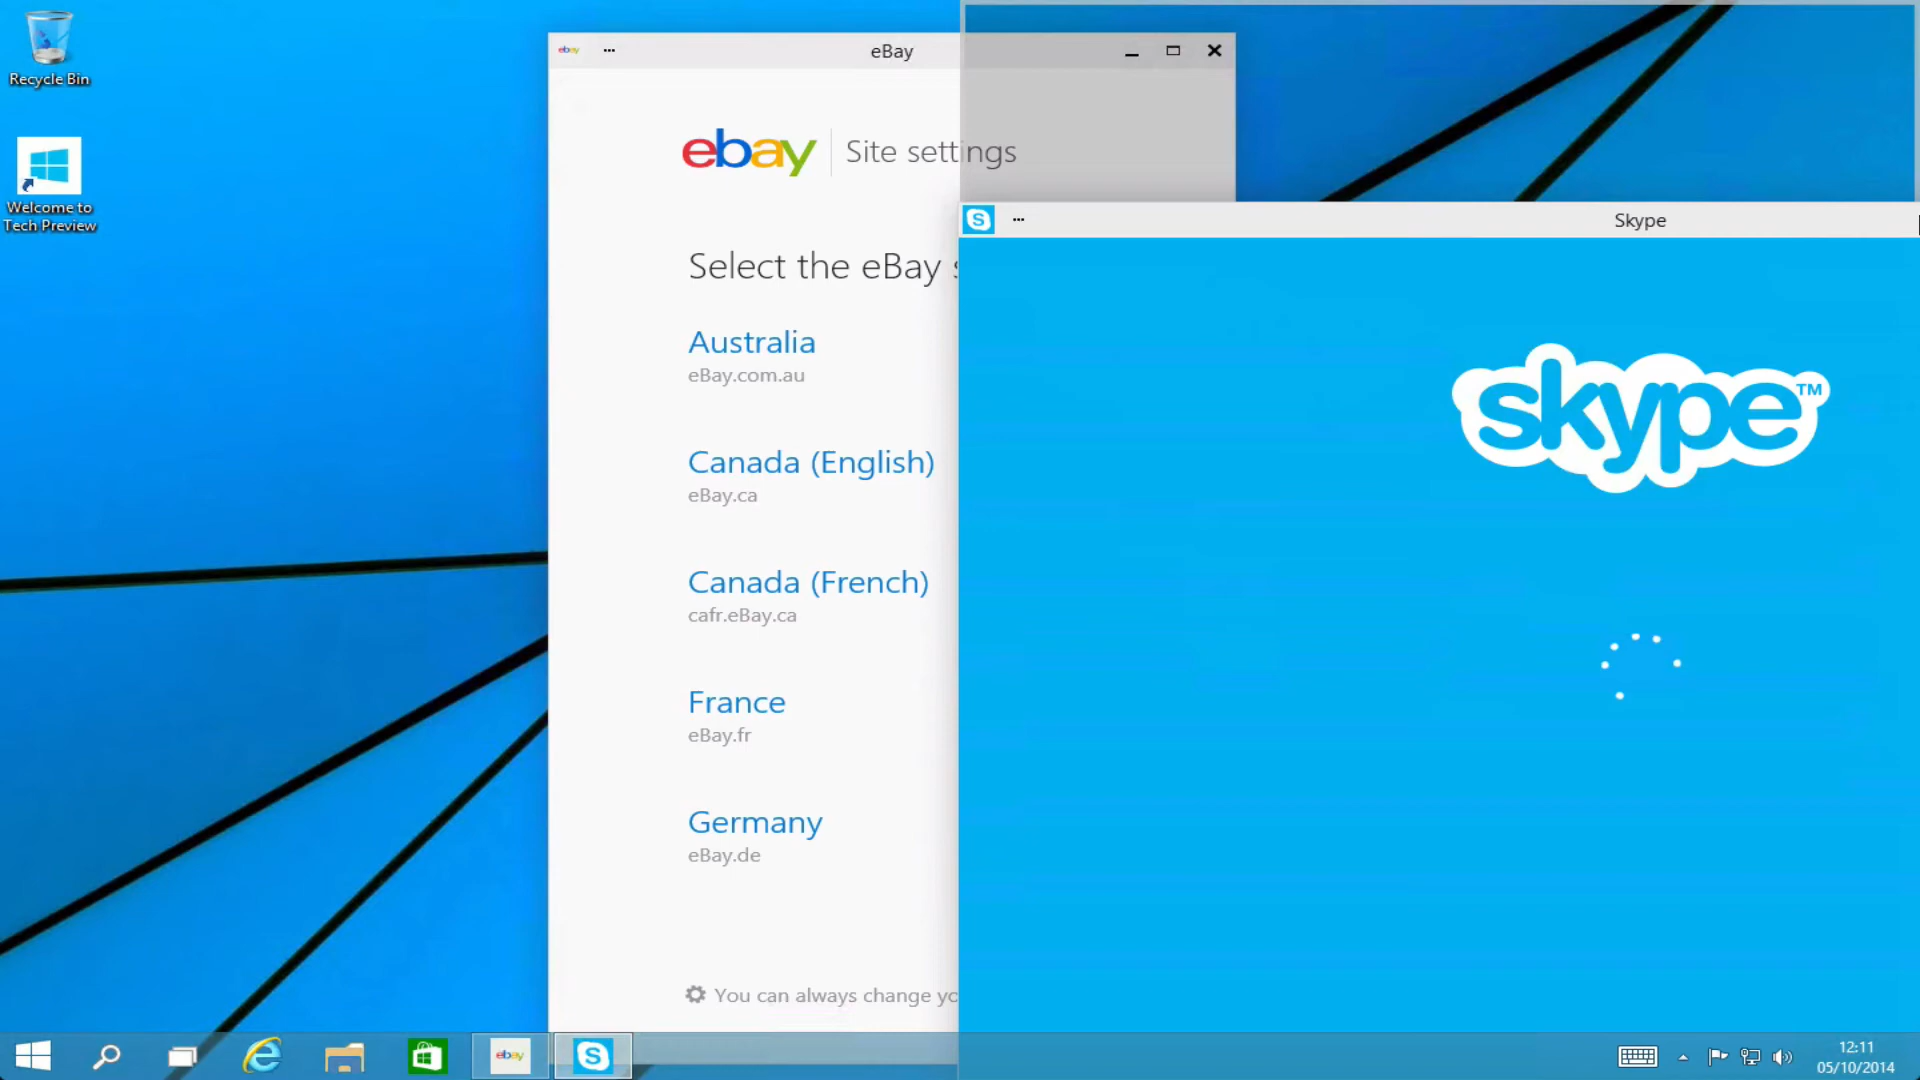 Recycle Bin
Welcome to
Tech Preview
ebay
eBay
ebay
Site settings
Select the eBay s
Australia
eBay.com.au
Canada (English)
eBay.ca
Canada (French)
cafr.eBay.ca
France
eBay.fr
Germany
eBay.de
You can always change yo
Skype
skype™
ebay
12:11
05/10/2014